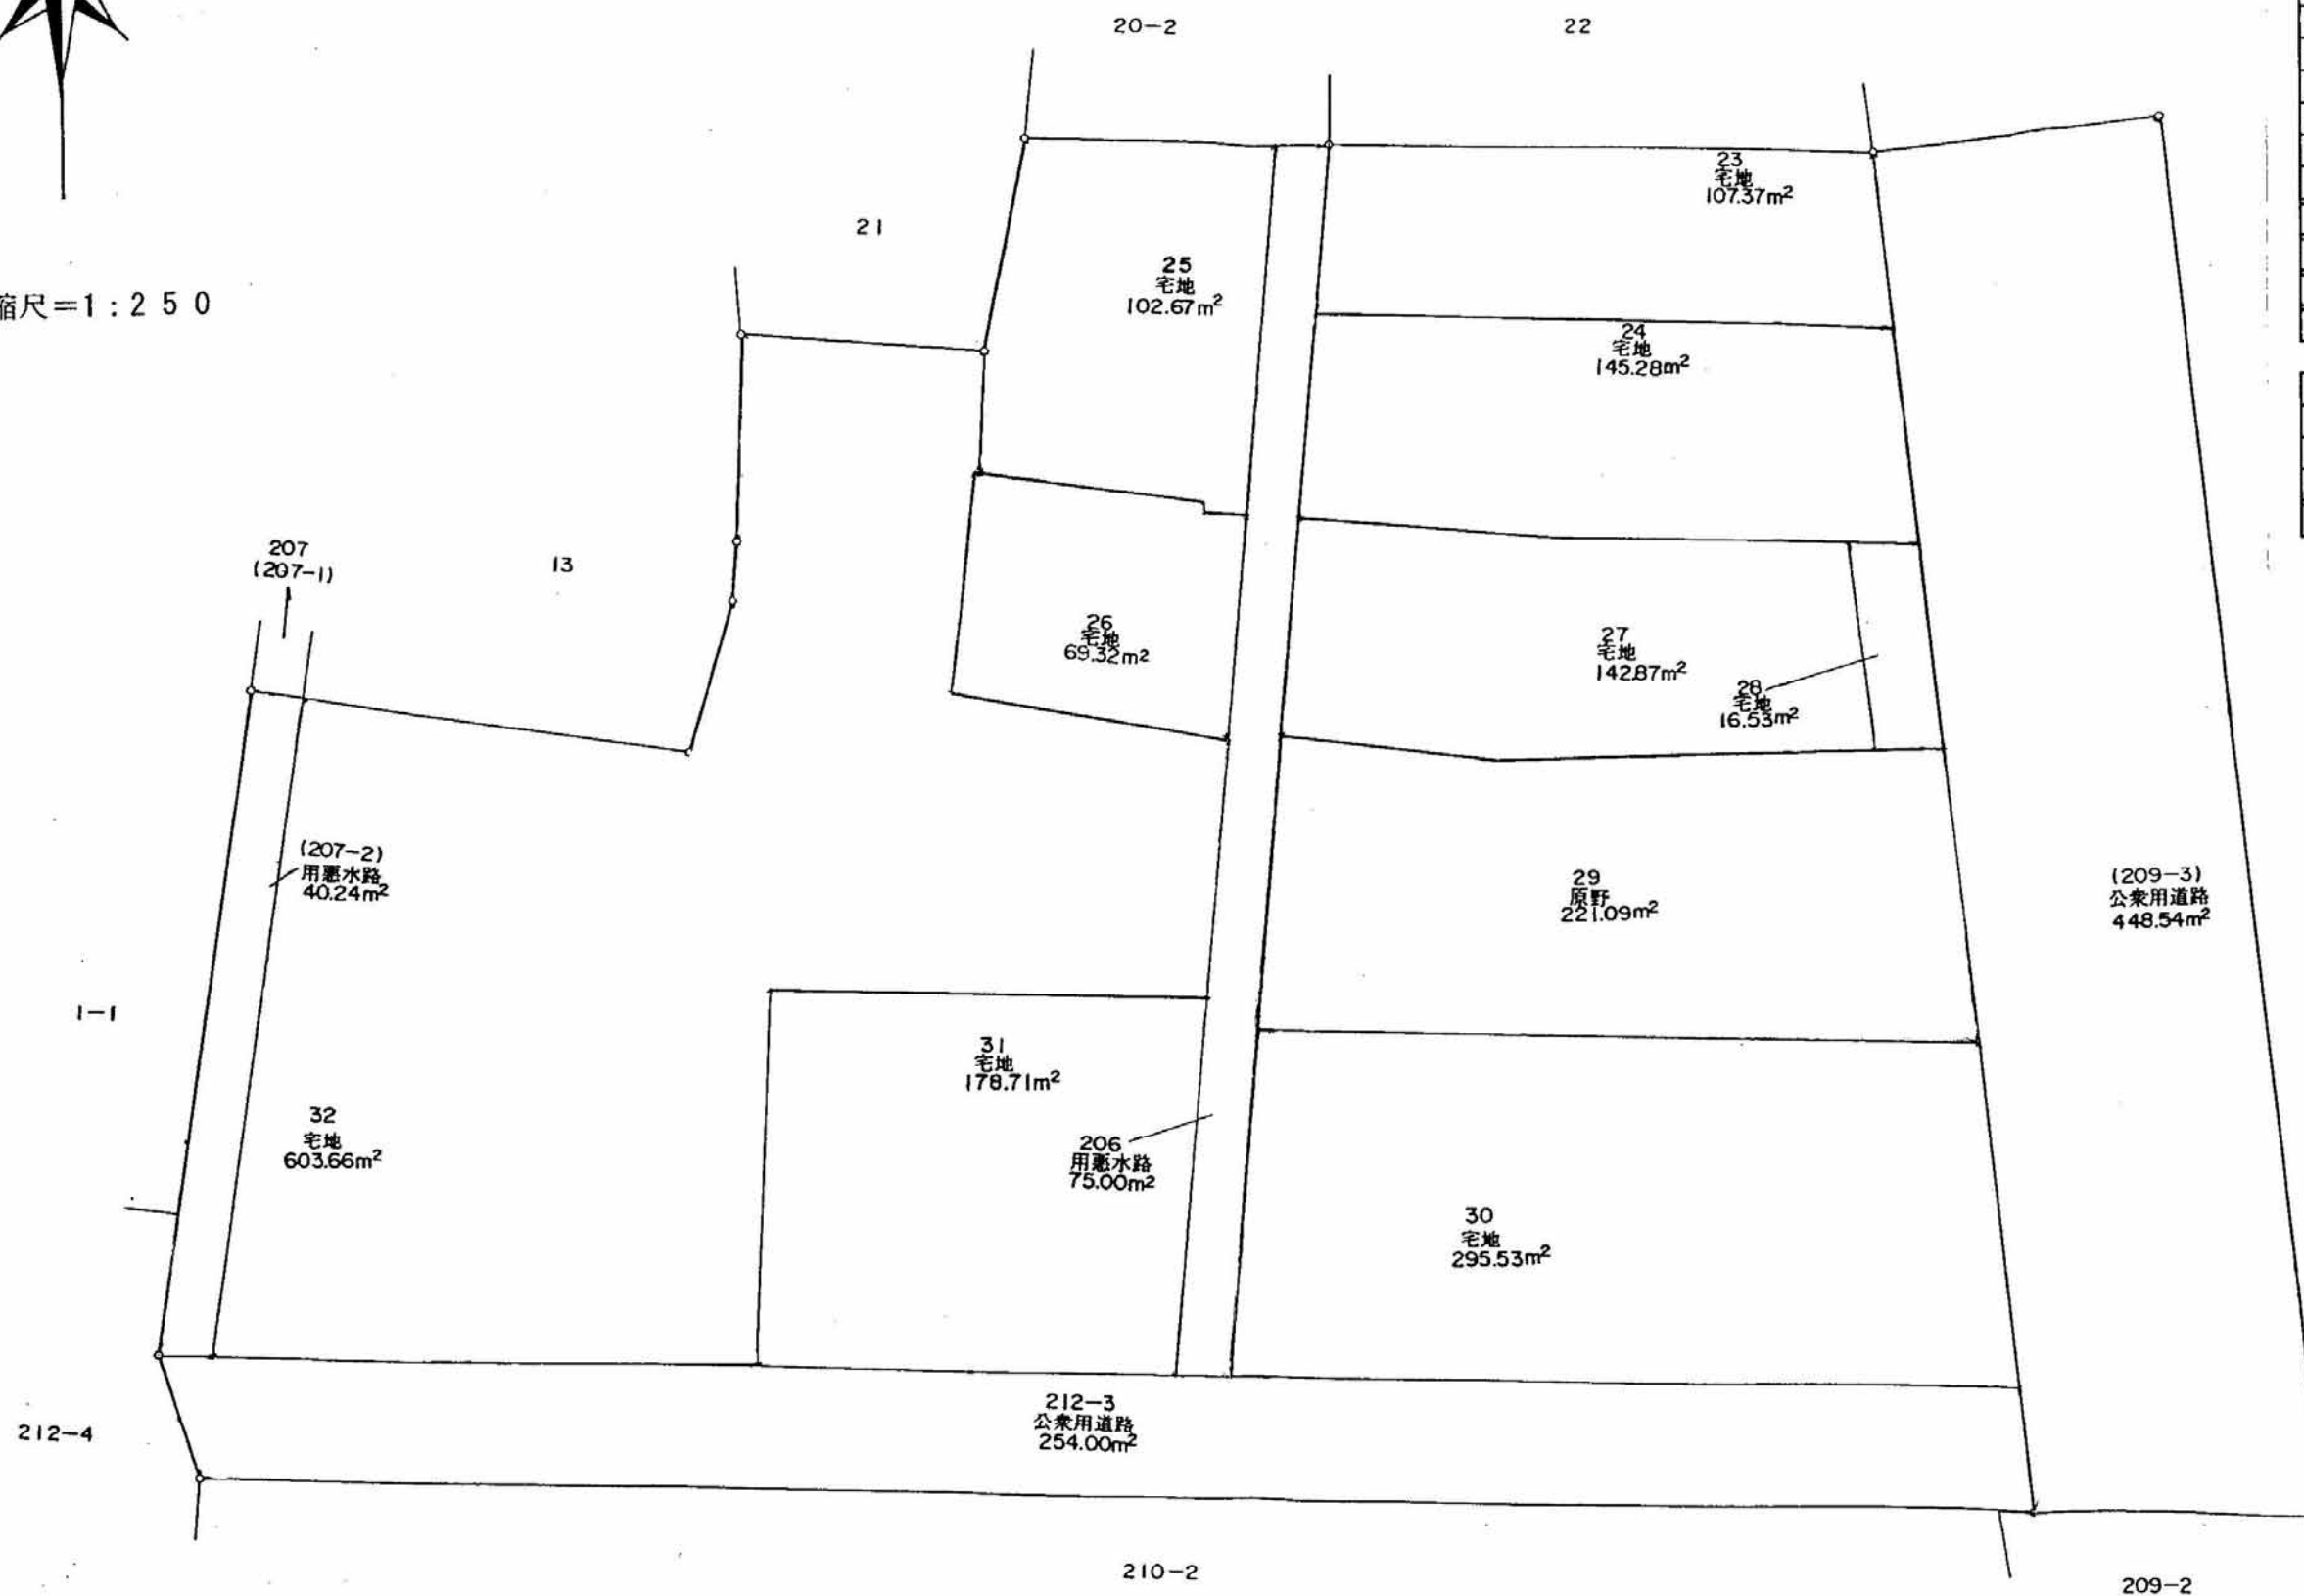 20-2
22
23
宅地
107.37m²
21
25
宅地
102.67m²
縮尺=1:250
24
宅地
145.28m²
207
(207-1)
13
26
宅地
69.32m²
27
宅地
142.87m²
28
宅地
16.53m²
(207-2)
用悪水路
40.24m²
29
原野
221.09m²
(209-3)
公衆用道路
448.54m²
1-1
31
宅地
178.71m²
32
宅地
603.66m²
206
用悪水路
75.00m²
30
宅地
295.53m²
212-3
公衆用道路
254.00m²
212-4
210-2
209-2